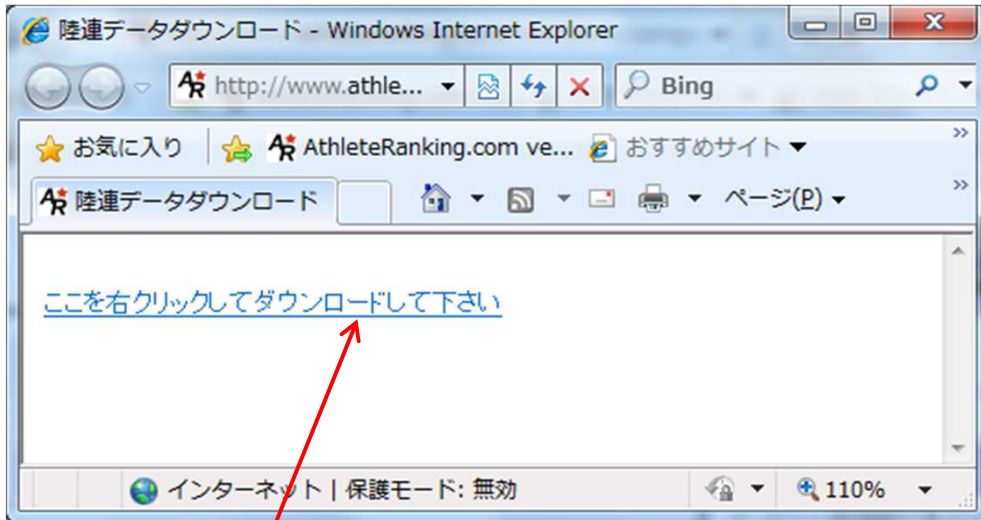 陸連データダウンロード - Windows Internet Explorer
AR http://www.athle... Bing
お気に入り AR AthleteRanking.com ve... おすすめサイト
AR 陸連データダウンロード ページ(P)
ここを右クリックしてダウンロードして下さい
インターネット | 保護モード: 無効 110%